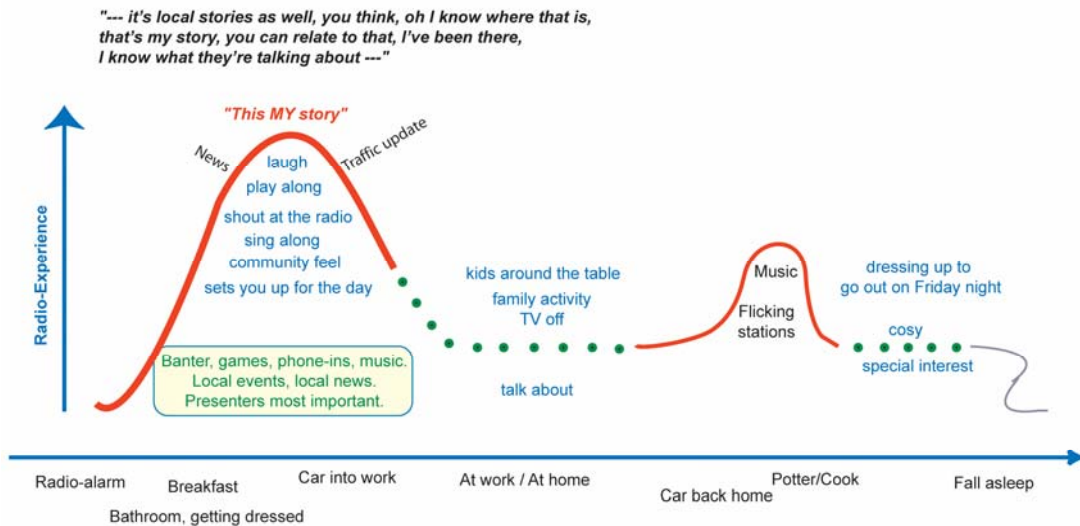 "--- it's local stories as well, you think, oh I know where that is,
that's my story, you can relate to that, I've been there,
I know what they're talking about ---"
"This MY story"
News
Traffic update
laugh
play along
shout at the radio
sing along
community feel
sets you up for the day
Banter, games, phone-ins, music.
Local events, local news.
Presenters most important.
kids around the table
family activity
TV off
talk about
Music
Flicking
stations
dressing up to
go out on Friday night
cosy
special interest
Radio-Experience
Radio-alarm
Bathroom, getting dressed
Breakfast
Car into work
At work / At home
Car back home
Potter/Cook
Fall asleep